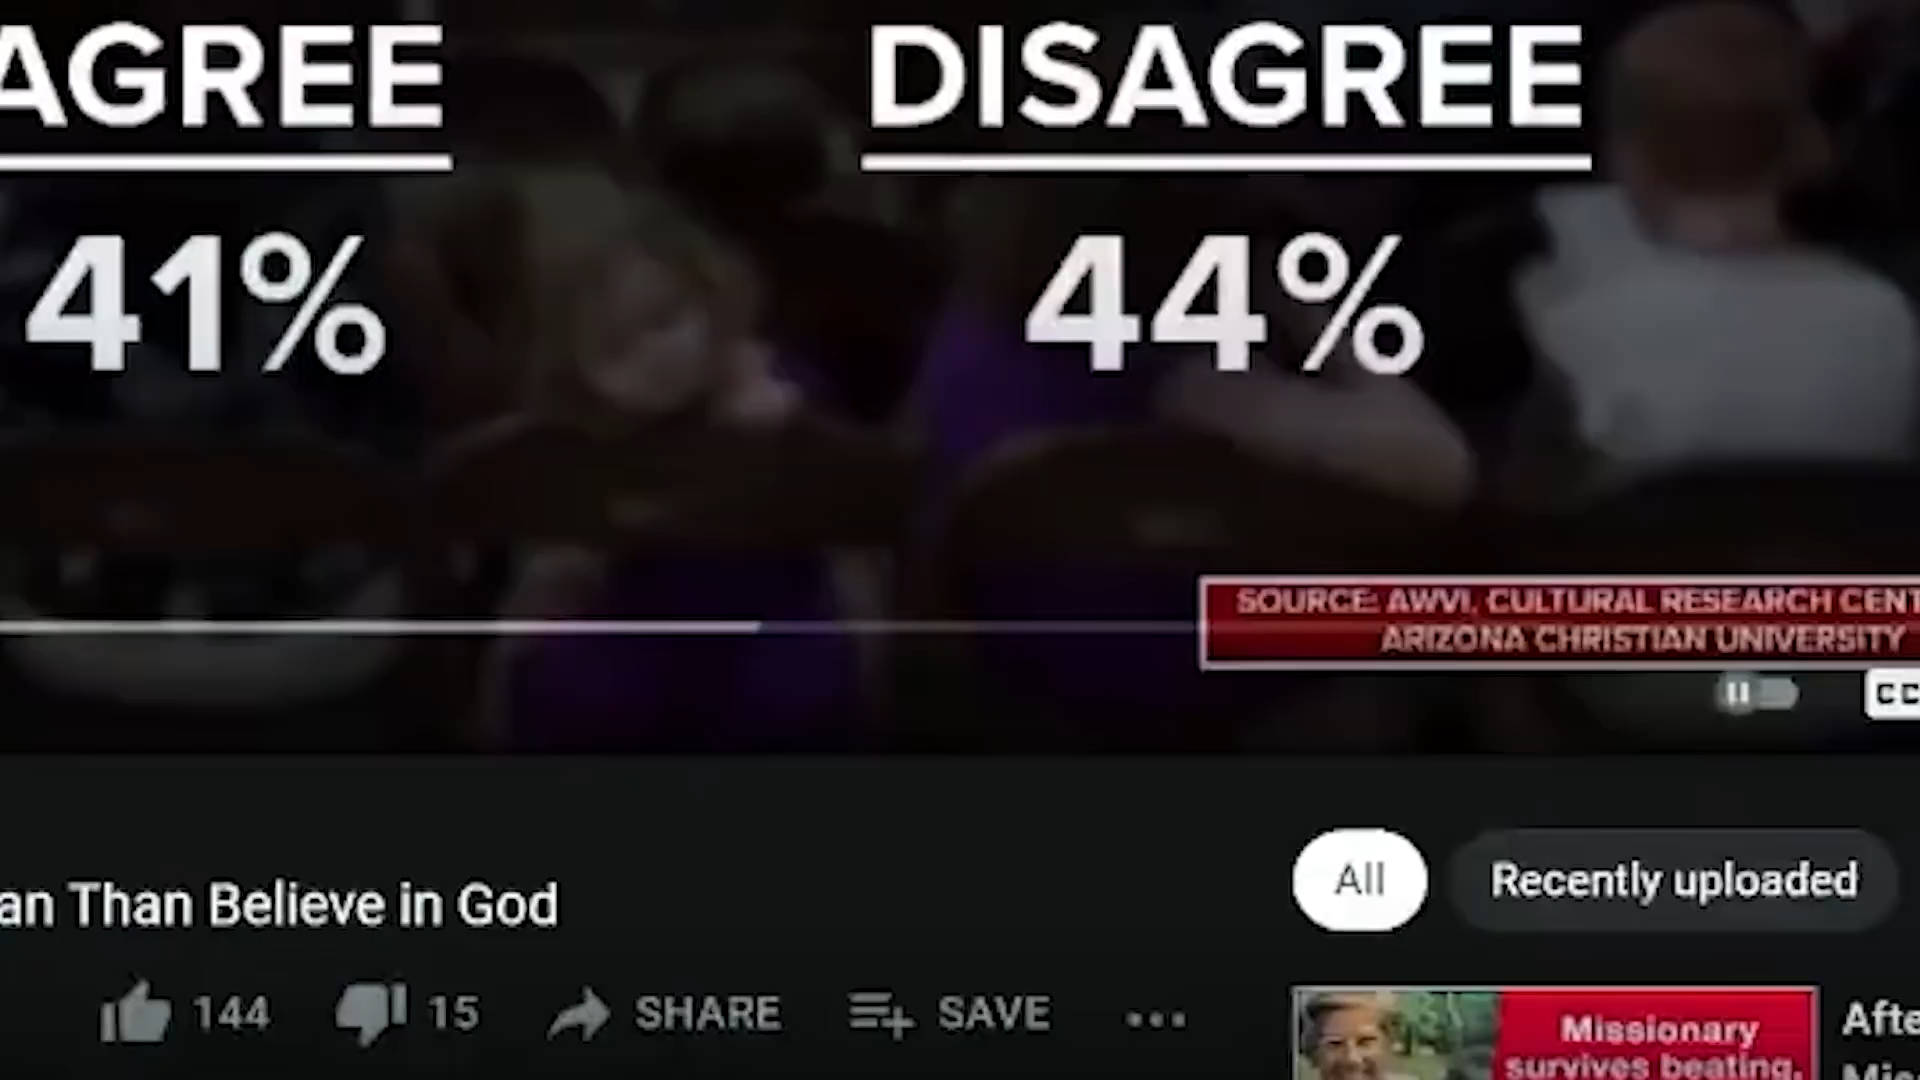 AGREE DISAGREE
41% 44%
SOURCE: AWVI, CULTURAL RESEARCH CENT
ARIZONA CHRISTIAN UNIVERSITY
CC
All Recently uploaded
an Than Believe in God
144 15 SHARE SAVE
Missionary
survives beating,
Afte